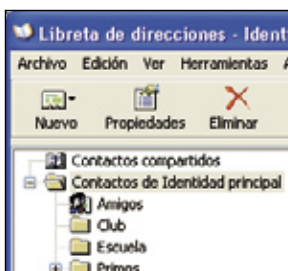 Libreta de direcciones - Ident
Archivo Edición Ver Herramientas A
Nuevo Propiedades Eliminar
Contactos compartidos
Contactos de Identidad principal
Amigos
Club
Escuela
Primos